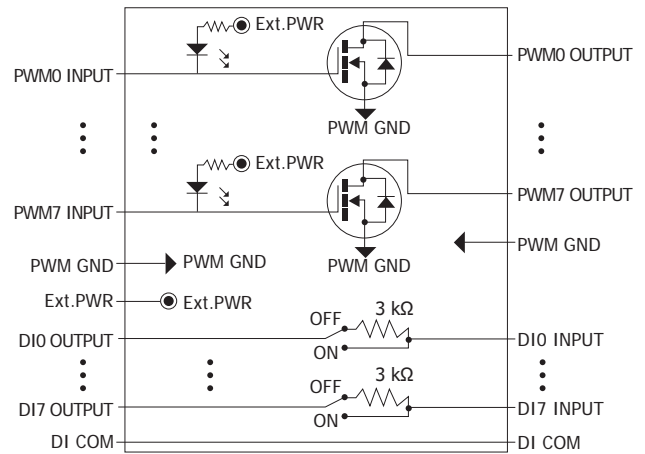 Ext.PWR
PWM0 INPUT
PWM0 OUTPUT
PWM GND
Ext.PWR
PWM7 INPUT
PWM7 OUTPUT
PWM GND
PWM GND
PWM GND
PWM GND
Ext.PWR
Ext.PWR
3 kΩ
OFF
DI0 OUTPUT
DI0 INPUT
ON
3 kΩ
OFF
DI7 OUTPUT
DI7 INPUT
ON
DI COM
DI COM